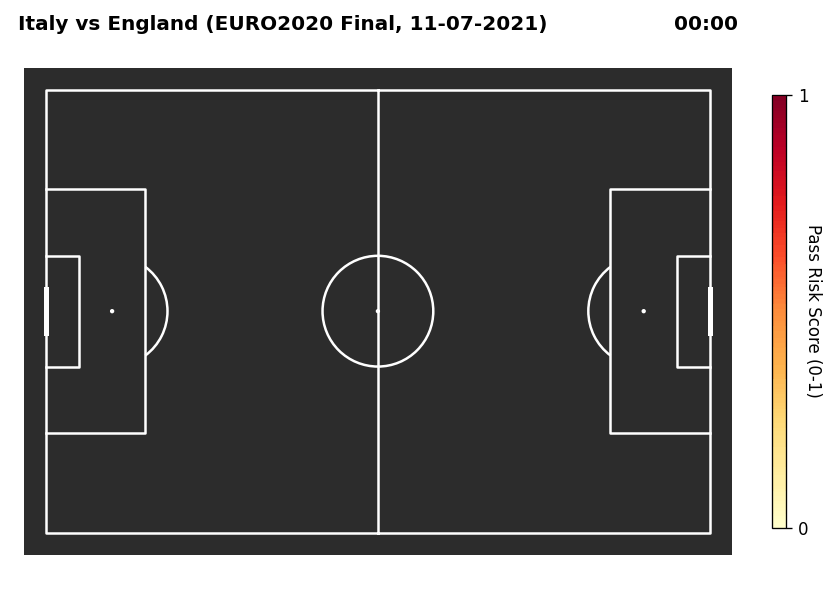 Italy vs England (EURO2020 Final, 11-07-2021)
00:00
1
Pass Risk Score (0-1)
0